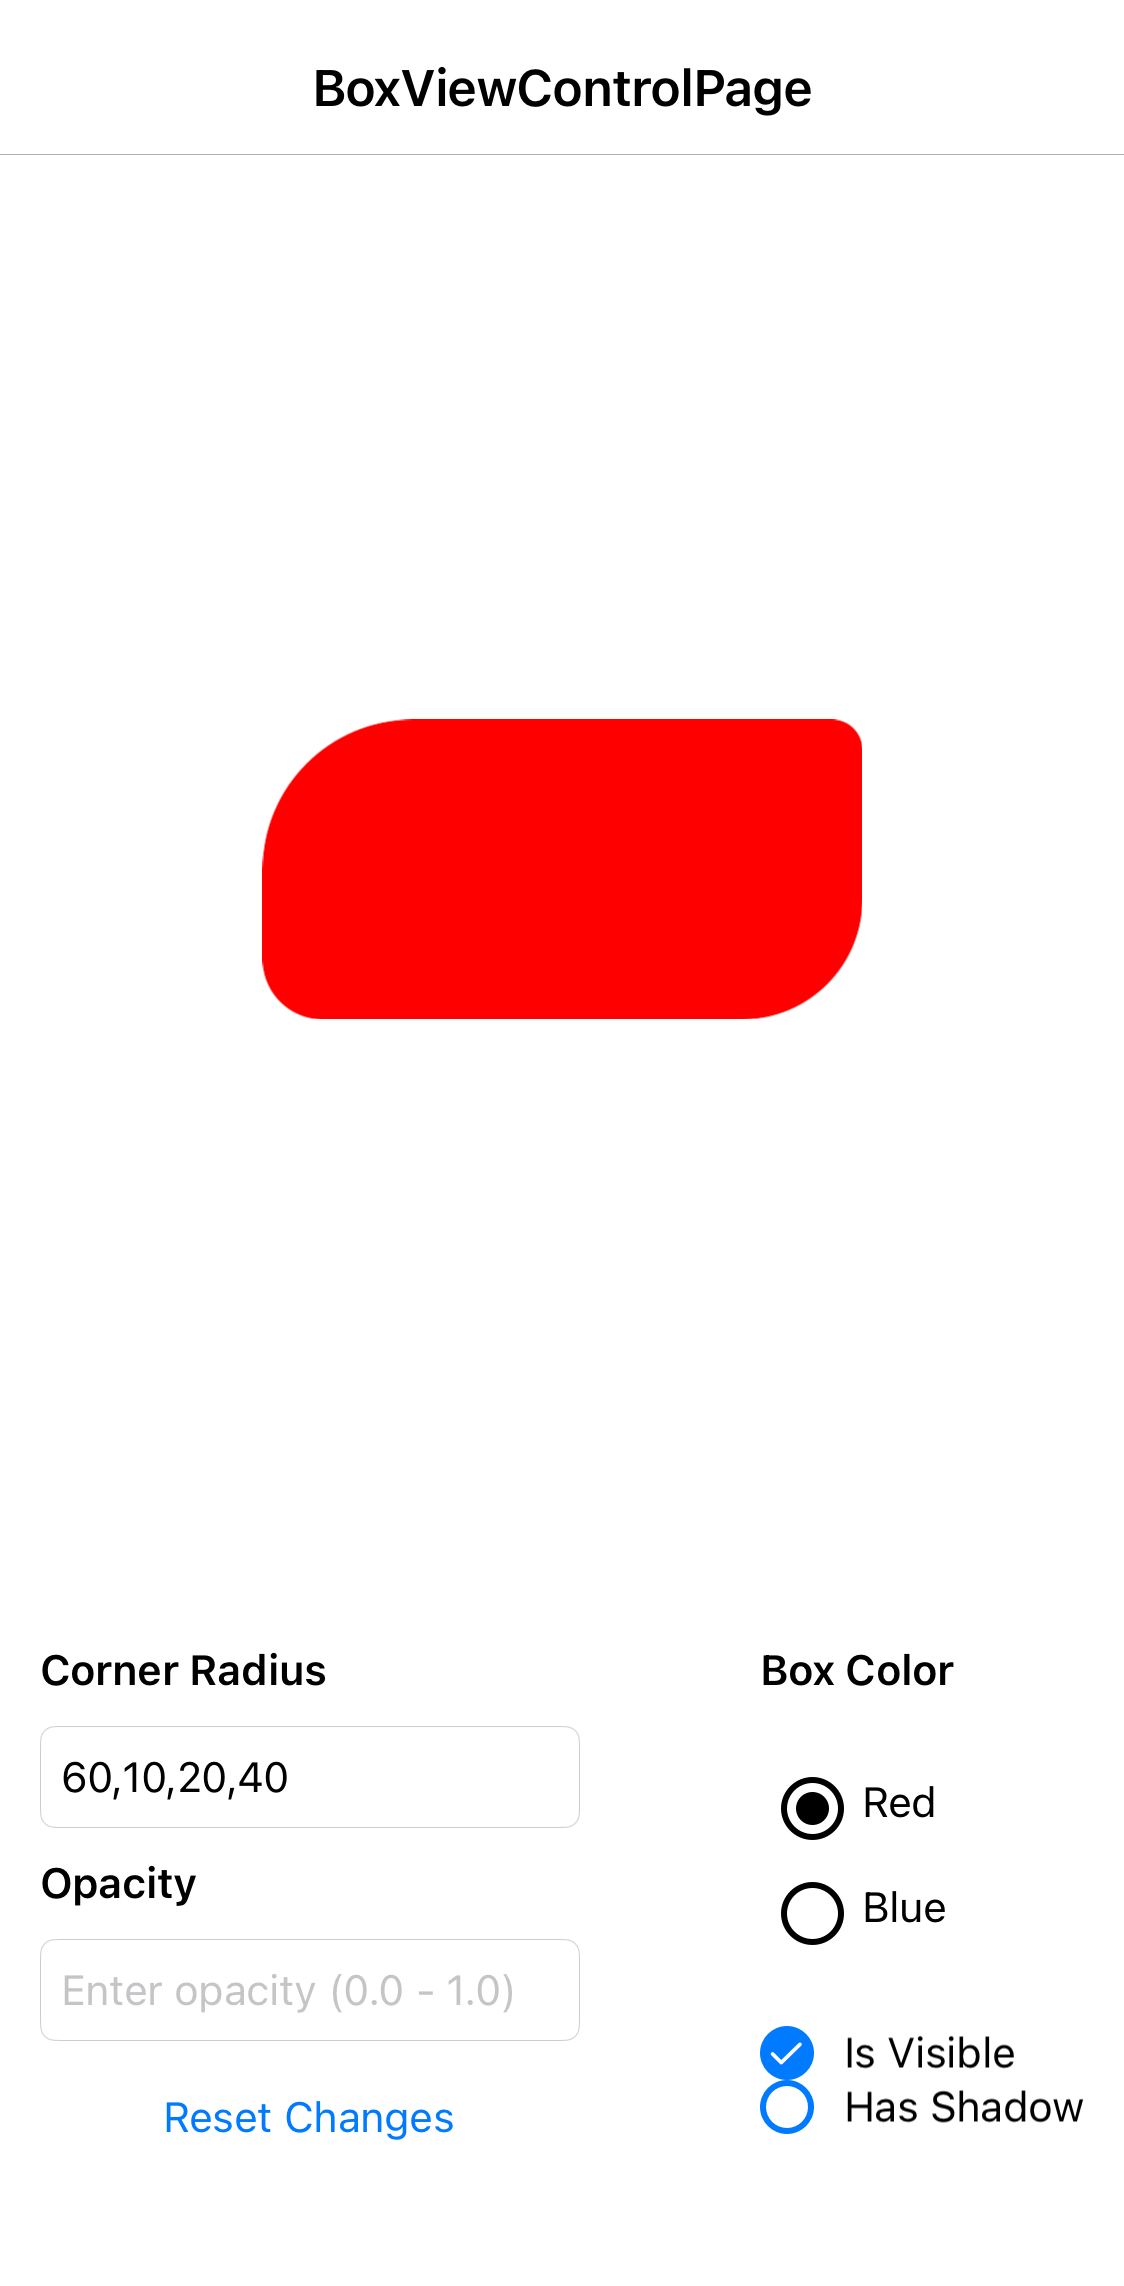 BoxViewControlPage
Corner Radius
60,10,20,40
Opacity
Enter opacity (0.0 - 1.0)
Reset Changes
Box Color
Red
Blue
Is Visible
Has Shadow